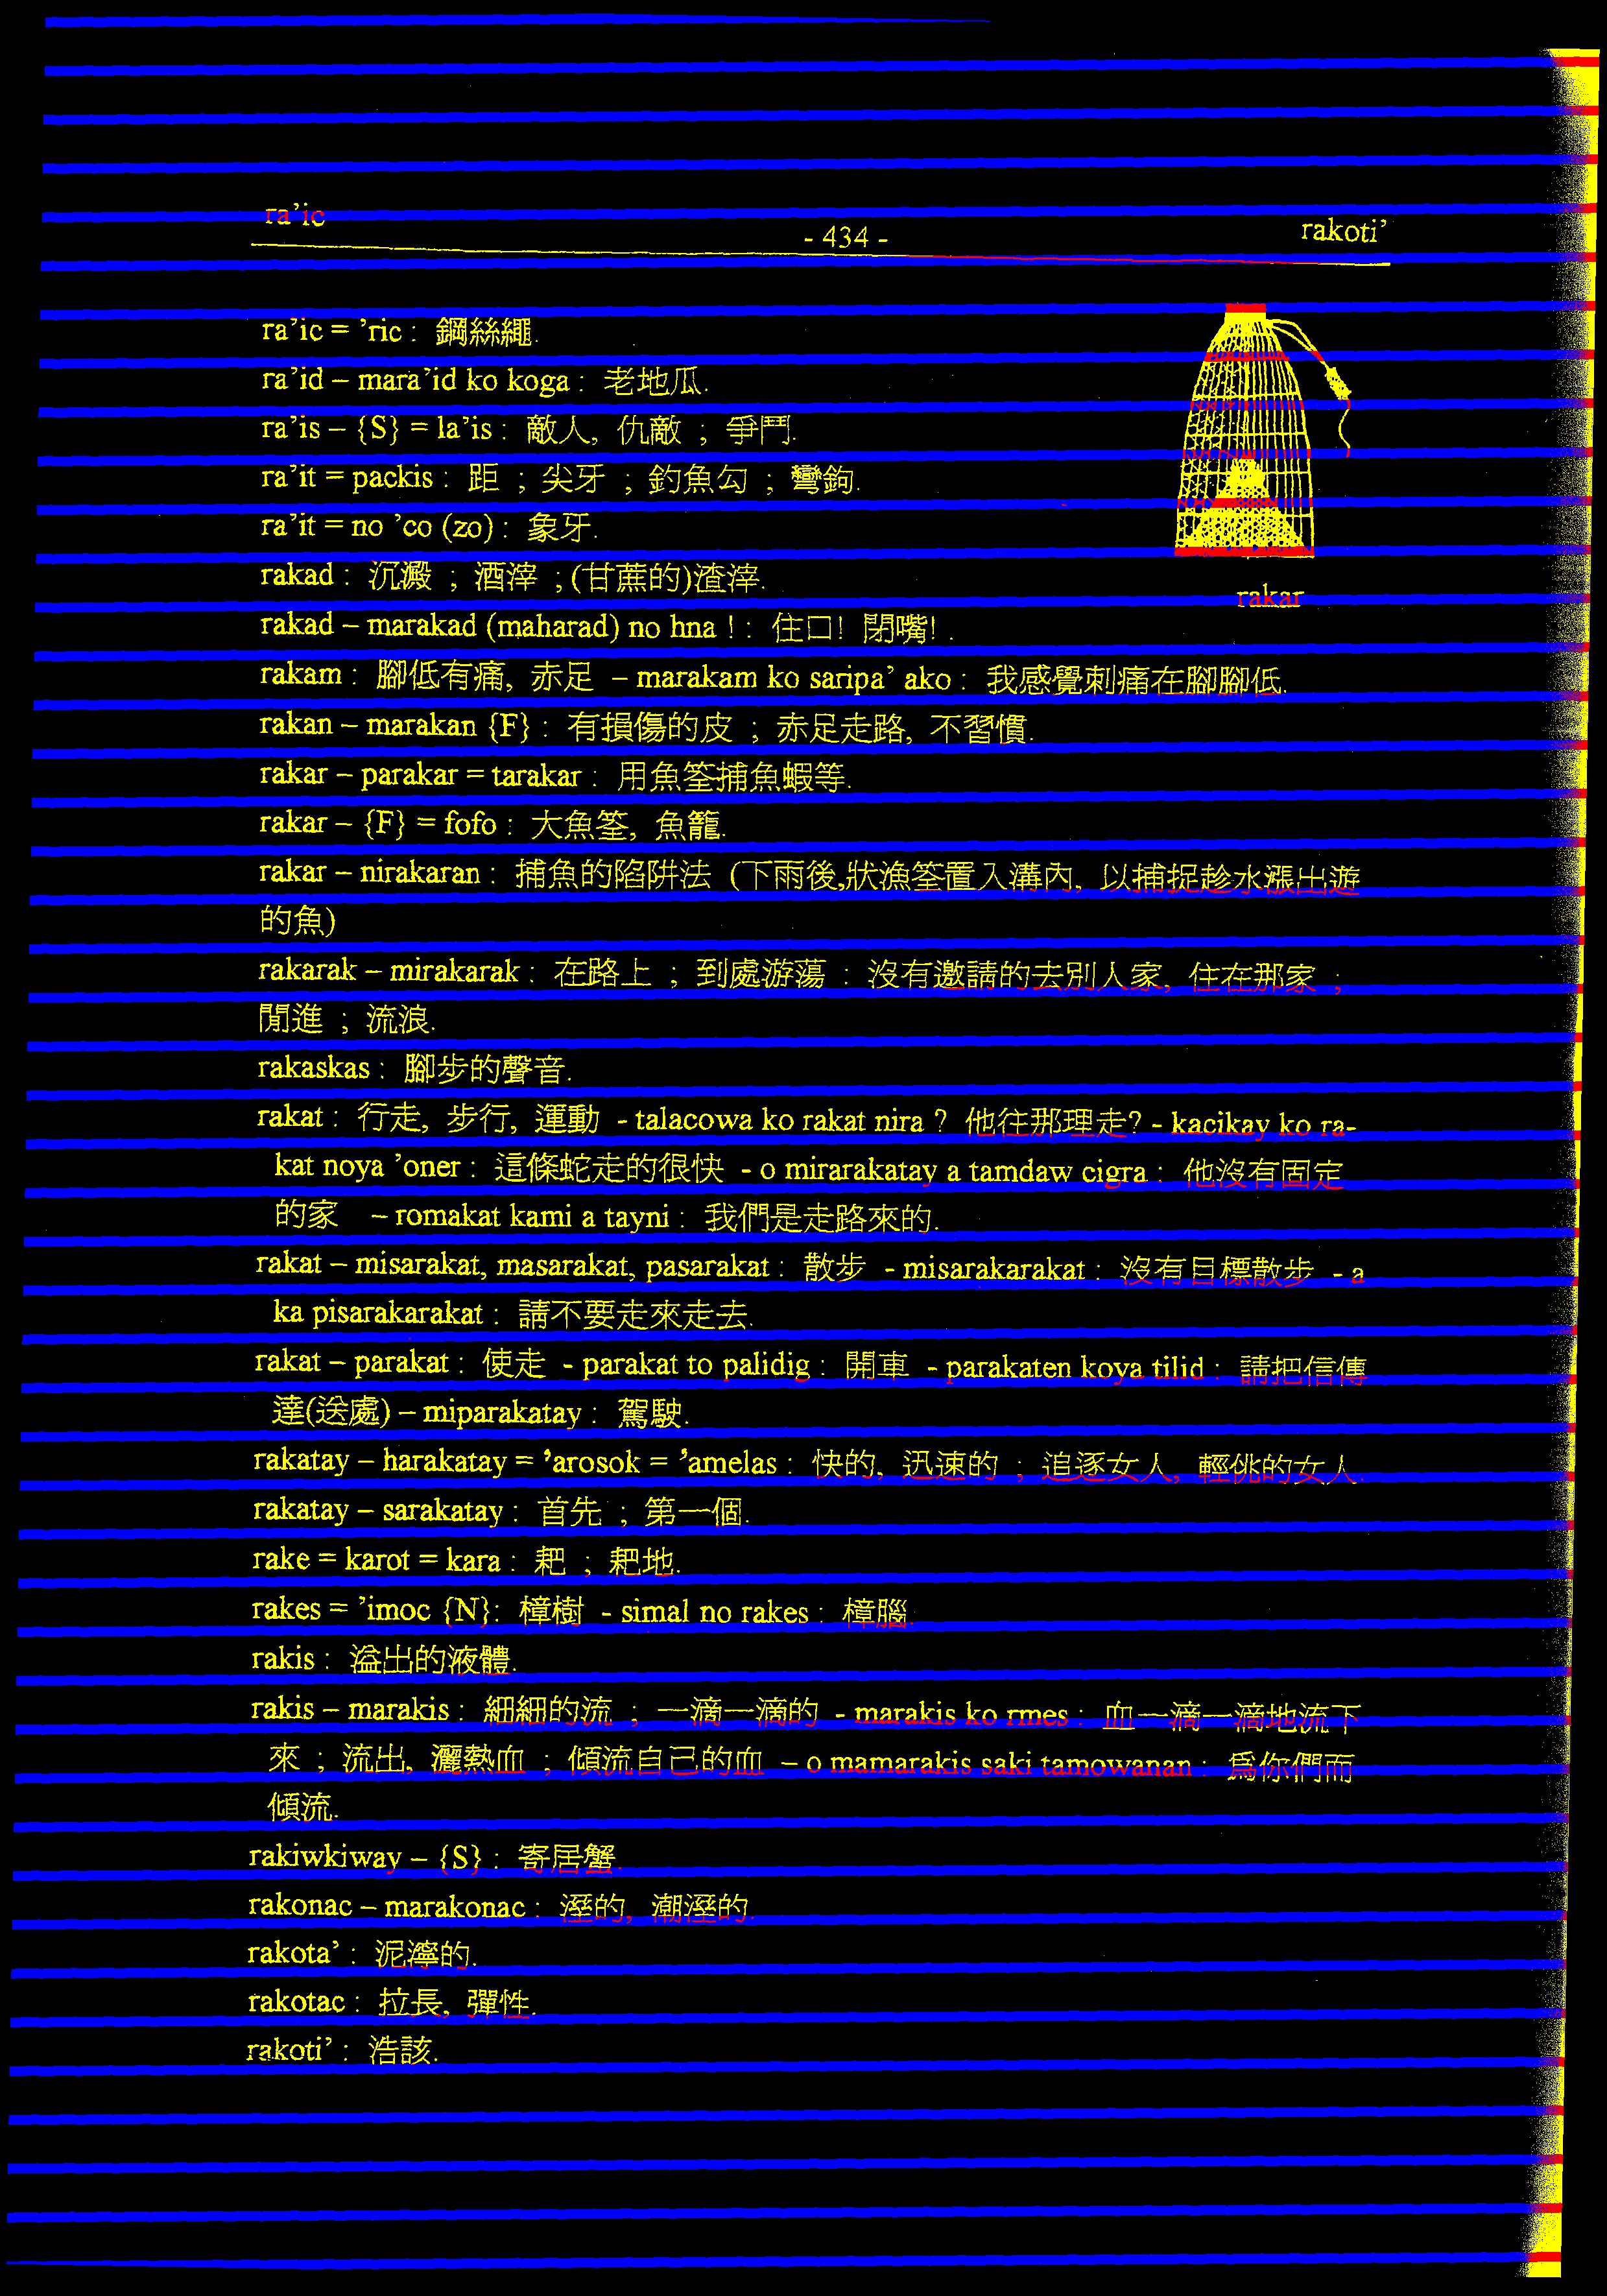 ra’ic
- 434 -
rakoti’
ra’ic = ’ric : 鋼絲繩.
ra’id – mara’id ko koga : 老地瓜.
ra’is – {S} = la’is : 敵人, 仇敵 ; 爭鬥.
ra’it = packis : 距 ; 尖牙 ; 釣魚勾 ; 彎鉤.
ra’it = no ’co (zo) : 象牙.
rakad : 沉澱 ; 酒滓 ;(甘蔗的)渣滓.
rakad – marakad (maharad) no hna ! : 住口! 閉嘴! .
rakam : 腳低有痛, 赤足 – marakam ko saripa’ ako : 我感覺刺痛在腳腳低.
rakan – marakan {F} : 有損傷的皮 ; 赤足走路, 不習慣.
rakar – parakar = tarakar : 用魚筌捕魚蝦等.
rakar – {F} = fofo : 大魚筌, 魚籠.
rakar
rakar – nirakaran : 捕魚的陷阱法 (下雨後,狀漁筌置入溝內, 以捕捉趁水漲出遊
的魚)
rakarak – mirakarak : 在路上 ; 到處游蕩 : 沒有邀請的去別人家, 住在那家 ;
閒進 ; 流浪.
rakaskas : 腳步的聲音.
rakat : 行走, 步行, 運動 - talacowa ko rakat nira ? 他往那理走? - kacikay ko ra-
kat noya ’oner : 這條蛇走的很快 - o mirarakatay a tamdaw cigra : 他沒有固定
的家 – romakat kami a tayni : 我們是走路來的.
rakat – misarakat, masarakat, pasarakat : 散步 - misarakarakat : 沒有目標散步 - a
ka pisarakarakat : 請不要走來走去.
rakat – parakat : 使走 - parakat to palidig : 開車 - parakaten koya tilid : 請把信傳
達(送處) – miparakatay : 駕駛.
rakatay – harakatay = ’arosok = ’amelas : 快的, 迅速的 ; 追逐女人, 輕佻的女人.
rakatay – sarakatay : 首先 ; 第一個.
rake = karot = kara : 耙 ; 耙地.
rakes = ’imoc {N}: 樟樹 - simal no rakes : 樟腦.
rakis : 溢出的液體.
rakis – marakis : 細細的流 ; 一滴一滴的 - marakis ko rmes : 血一滴一滴地流下
來 ; 流出, 灑熱血 ; 傾流自己的血 – o mamarakis saki tamowanan : 爲你們而
傾流.
rakiwkiway – {S} : 寄居蟹.
rakonac – marakonac : 溼的, 潮溼的.
rakota’ : 泥濘的.
rakotac : 拉長, 彈性.
rakoti’ : 浩該.